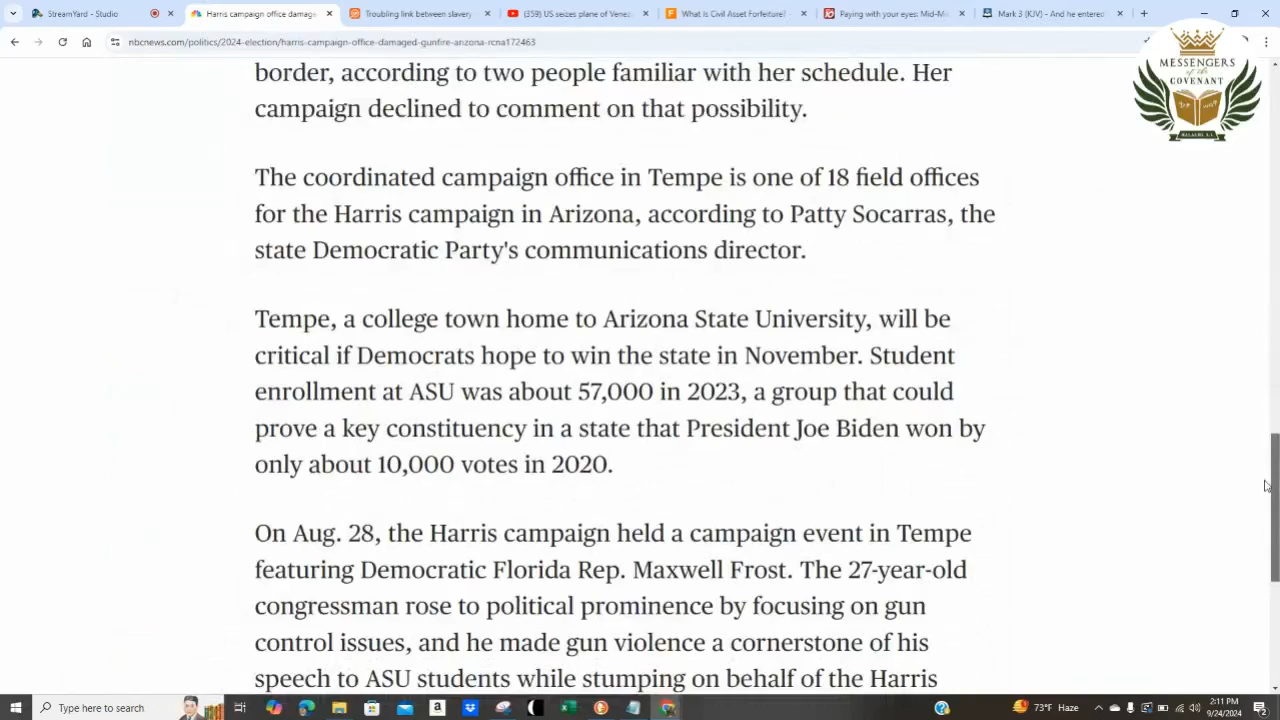 StreamYard - Studio
Harris campaign office damage
Troubling link between slavery
(359) US seizes plane of Venez
What Is Civil Asset Forfeiture?
Paying with your eyes: Mid-M
Mark 3 (KJV) - And he entered
nbcnews.com/politics/2024-election/harris-campaign-office-damaged-gunfire-arizona-rcna172463
MESSENGERS
of the
COVENANT
border, according to two people familiar with her schedule. Her
campaign declined to comment on that possibility.
The coordinated campaign office in Tempe is one of 18 field offices
for the Harris campaign in Arizona, according to Patty Socarras, the
state Democratic Party's communications director.
Tempe, a college town home to Arizona State University, will be
critical if Democrats hope to win the state in November. Student
enrollment at ASU was about 57,000 in 2023, a group that could
prove a key constituency in a state that President Joe Biden won by
only about 10,000 votes in 2020.
On Aug. 28, the Harris campaign held a campaign event in Tempe
featuring Democratic Florida Rep. Maxwell Frost. The 27-year-old
congressman rose to political prominence by focusing on gun
control issues, and he made gun violence a cornerstone of his
speech to ASU students while stumping on behalf of the Harris
Type here to search
73°F Haze
2:11 PM
9/24/2024